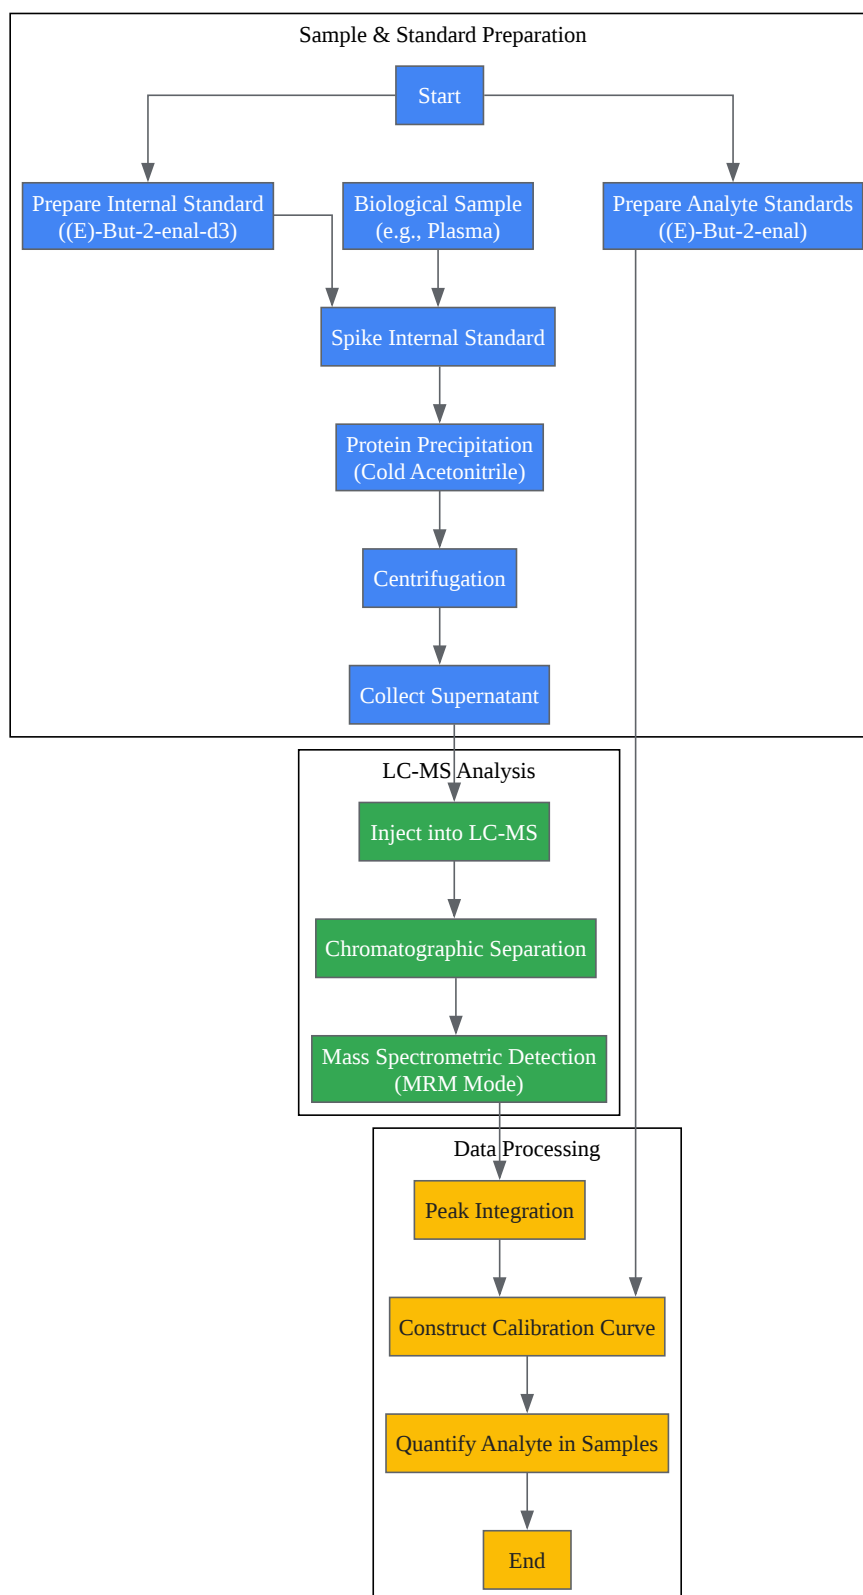 Sample & Standard Preparation
Start
Prepare Internal Standard
((E)-But-2-enal-d3)
Biological Sample
(e.g., Plasma)
Prepare Analyte Standards
((E)-But-2-enal)
Spike Internal Standard
Protein Precipitation
(Cold Acetonitrile)
Centrifugation
Collect Supernatant
LC-MS Analysis
Inject into LC-MS
Chromatographic Separation
Mass Spectrometric Detection
(MRM Mode)
Data Processing
Peak Integration
Construct Calibration Curve
Quantify Analyte in Samples
End